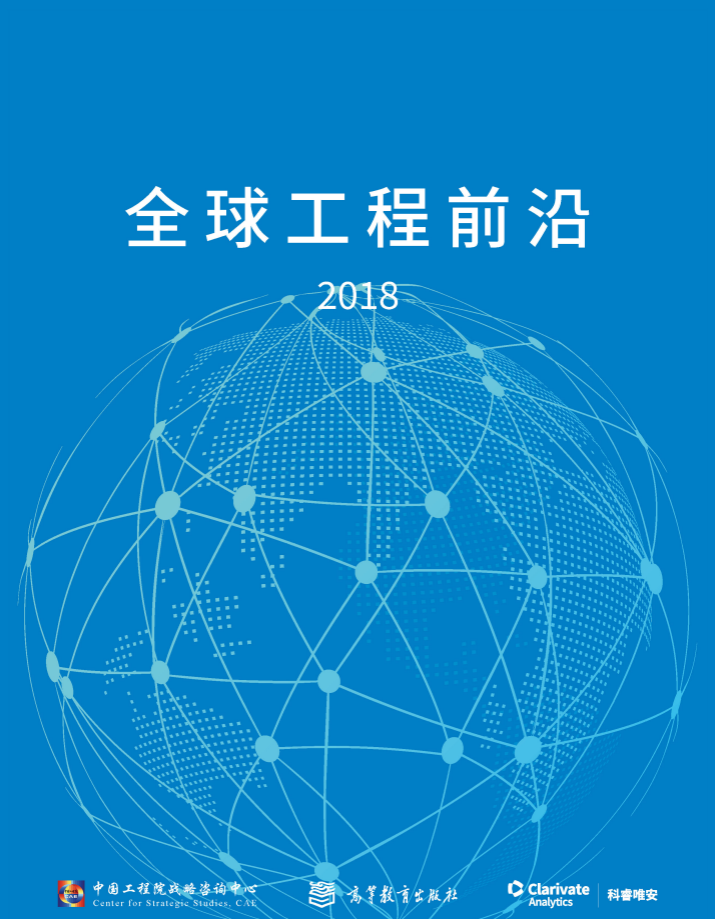 全球工程前沿
2018
中国工程院战略咨询中心
Center for Strategic Studies, CAE
高等教育出版社
Clarivate
Analytics
科睿唯安